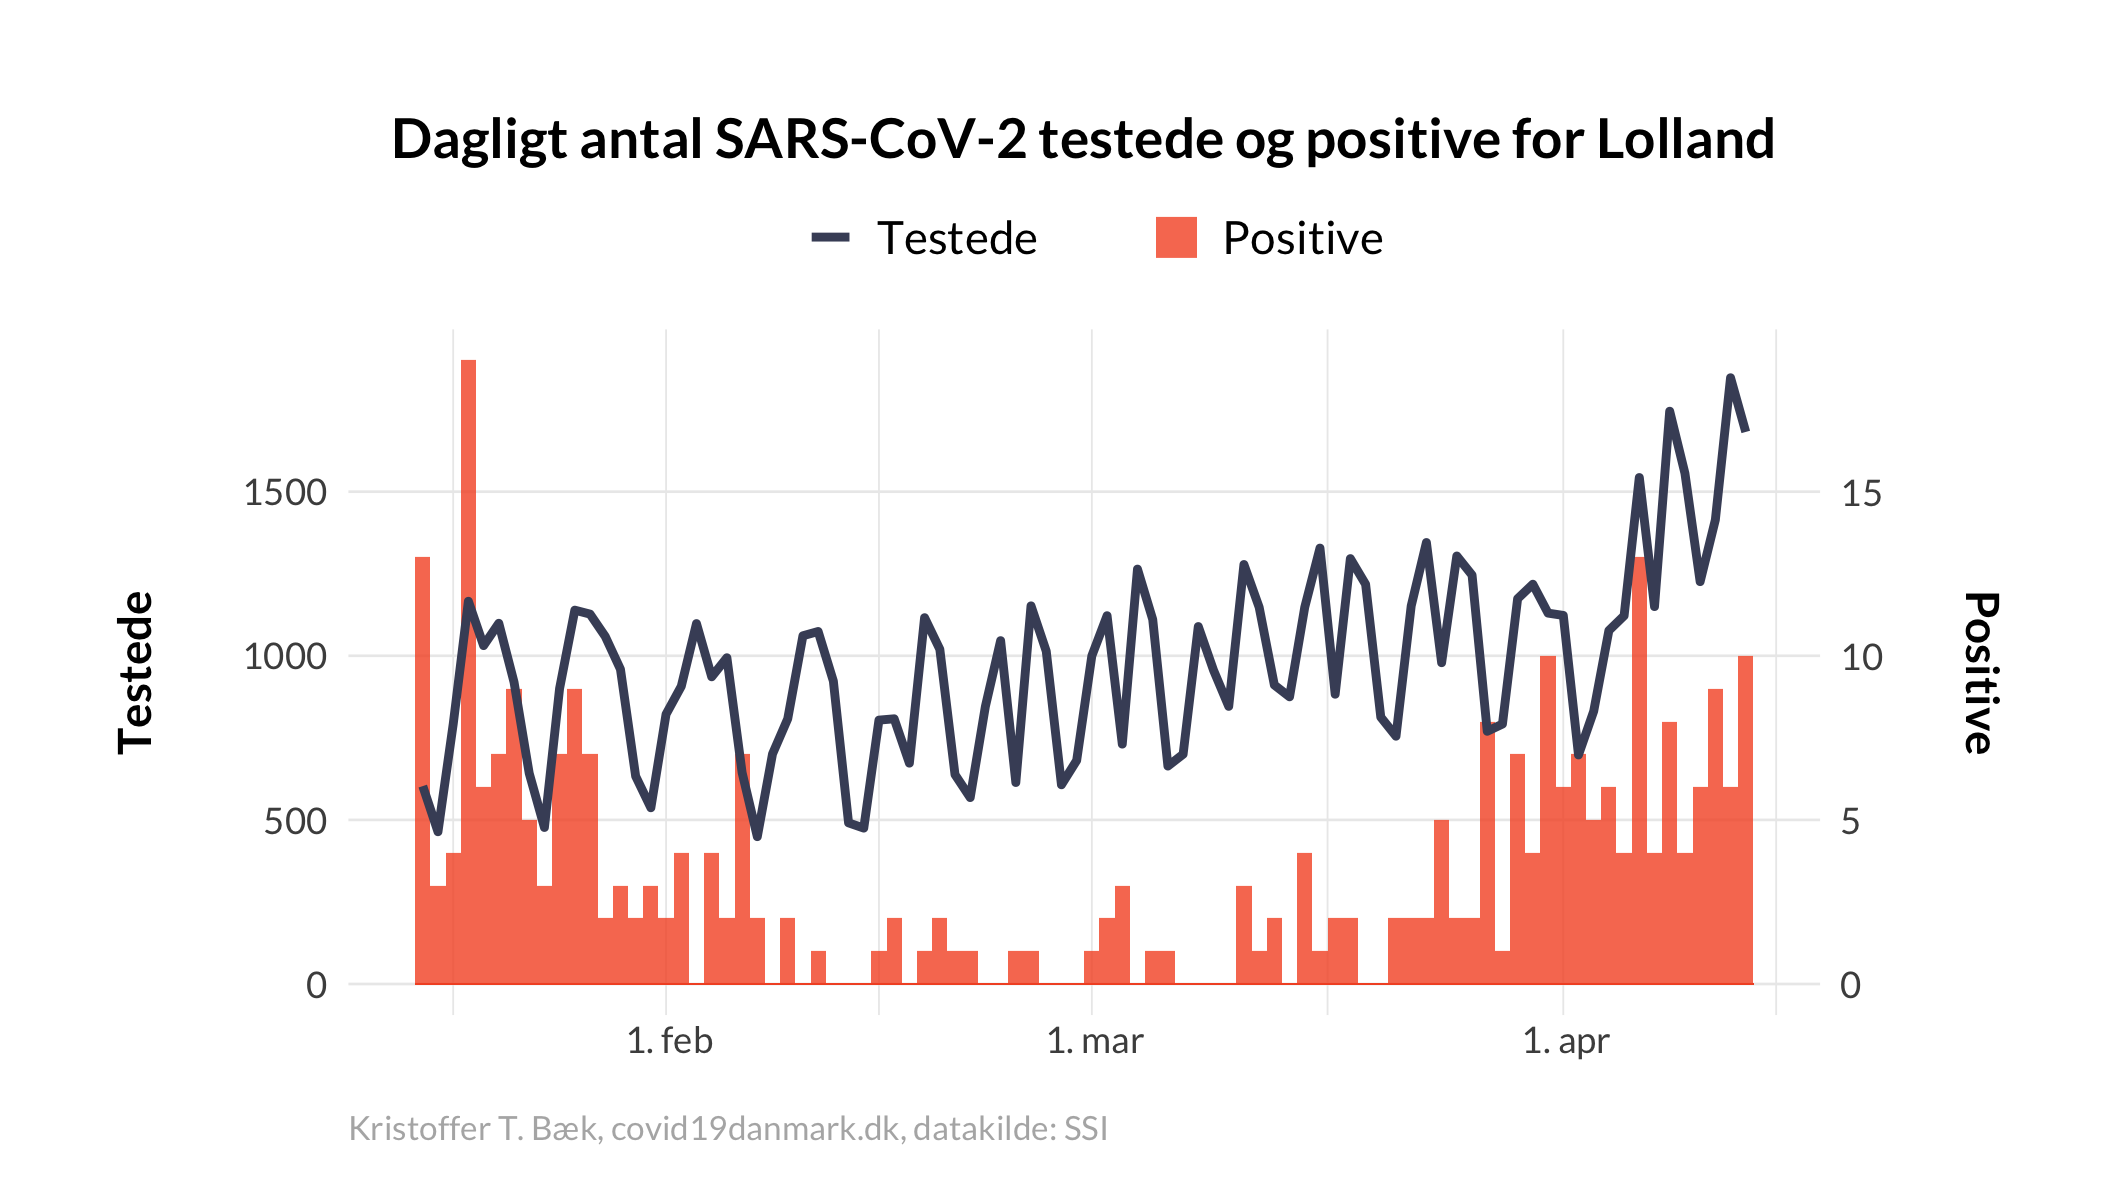 Dagligt antal SARS-CoV-2 testede og positive for Lolland
Testede
Positive
1500
1000
500
0
Testede
15
10
5
0
Positive
1. feb
1. mar
1. apr
Kristoffer T. Bæk, covid19danmark.dk, datakilde: SSI